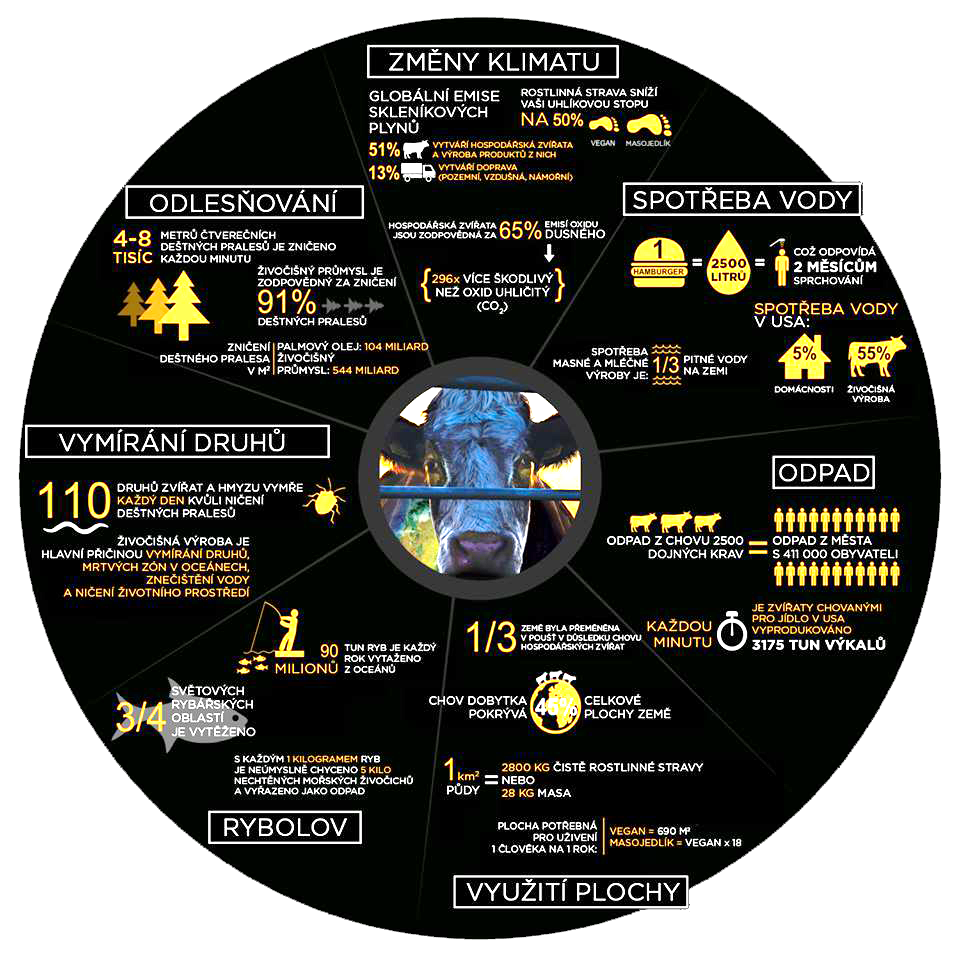 ZMĚNY KLIMATU
GLOBÁLNÍ EMISE
SKLENÍKOVÝCH
PLYNŮ
51% VYTVÁŘÍ HOSPODÁŘSKÁ ZVÍŘATA
A VÝROBA PRODUKTŮ Z NICH
13% VYTVÁŘÍ DOPRAVA
(POZEMNÍ, VZDUŠNÁ, NÁMOŘNÍ)
ROSTLINNÁ STRAVA SNÍŽÍ
VAŠI UHLÍKOVOU STOPU
NA 50%
VEGAN MASOJEDLÍK
HOSPODÁŘSKÁ ZVÍŘATA
JSOU ZODPOVĚDNÁ ZA 65% EMISÍ OXIDU
DUSNÉHO
296x VÍCE ŠKODLIVÝ
NEŽ OXID UHLIČITÝ
(CO2)
SPOTŘEBA VODY
1
HAMBURGER
=
2500
LITRŮ
=
COŽ ODPOVÍDÁ
2 MĚSÍCŮM
SPRCHOVÁNÍ
SPOTŘEBA VODY
V USA:
5%
DOMÁCNOSTI
55%
ŽIVOČIŠNÁ
VÝROBA
SPOTŘEBA
MASNÉ A MLÉČNÉ
VÝROBY JE:
1/3
PITNÉ VODY
NA ZEMI
ODPAD
ODPAD Z CHOVU 2500
DOJNÝCH KRAV
=
ODPAD Z MĚSTA
S 411 000 OBYVATELI
KAŽDOU
MINUTU
JE ZVÍŘATY CHOVANÝMI
PRO JÍDLO V USA
VYPRODUKOVÁNO
3175 TUN VÝKALŮ
1/3
ZEMĚ BYLA PŘEMĚNĚNA
V POUŠŤ V DŮSLEDKU CHOVU
HOSPODÁŘSKÝCH ZVÍŘAT
CHOV DOBYTKA
POKRÝVÁ
45%
CELKOVÉ
PLOCHY ZEMĚ
1 km²
PŮDY
=
2800 KG ČISTĚ ROSTLINNÉ STRAVY
NEBO
28 KG MASA
PLOCHA POTŘEBNÁ
PRO UŽIVENÍ
1 ČLOVĚKA NA 1 ROK:
VEGAN = 690 M²
MASOJEDLÍK = VEGAN x 18
VYUŽITÍ PLOCHY
90
MILIONŮ
TUN RYB JE KAŽDÝ
ROK VYTAŽENO
Z OCEÁNŮ
3/4
SVĚTOVÝCH
RYBÁŘSKÝCH
OBLASTÍ
JE VYTĚŽENO
S KAŽDÝM 1 KILOGRAMEM RYB
JE NEÚMYSLNĚ CHYCENO 5 KILO
NECHTĚNÝCH MOŘSKÝCH ŽIVOČICHŮ
A VYŘAZENO JAKO ODPAD
RYBOLOV
VYMÍRÁNÍ DRUHŮ
110
DRUHŮ ZVÍŘAT A HMYZU VYMŘE
KAŽDÝ DEN KVŮLI NIČENÍ
DEŠTNÝCH PRALESŮ
ŽIVOČIŠNÁ VÝROBA JE
HLAVNÍ PŘIČINOU VYMÍRÁNÍ DRUHŮ,
MRTVÝCH ZÓN V OCEÁNECH,
ZNEČIŠTĚNÍ VODY
A NIČENÍ ŽIVOTNÍHO PROSTŘEDÍ
ODLESŇOVÁNÍ
4-8
TISÍC
METRŮ ČTVEREČNÍCH
DEŠTNÝCH PRALESŮ JE ZNIČENO
KAŽDOU MINUTU
ŽIVOČIŠNÝ PRŮMYSL JE
ZODPOVĚDNÝ ZA ZNIČENÍ
91%
DEŠTNÝCH PRALESŮ
ZNIČENÍ
DEŠTNÉHO PRALESA
V M²
PALMOVÝ OLEJ: 104 MILIARD
ŽIVOČIŠNÝ
PRŮMYSL: 544 MILIARD